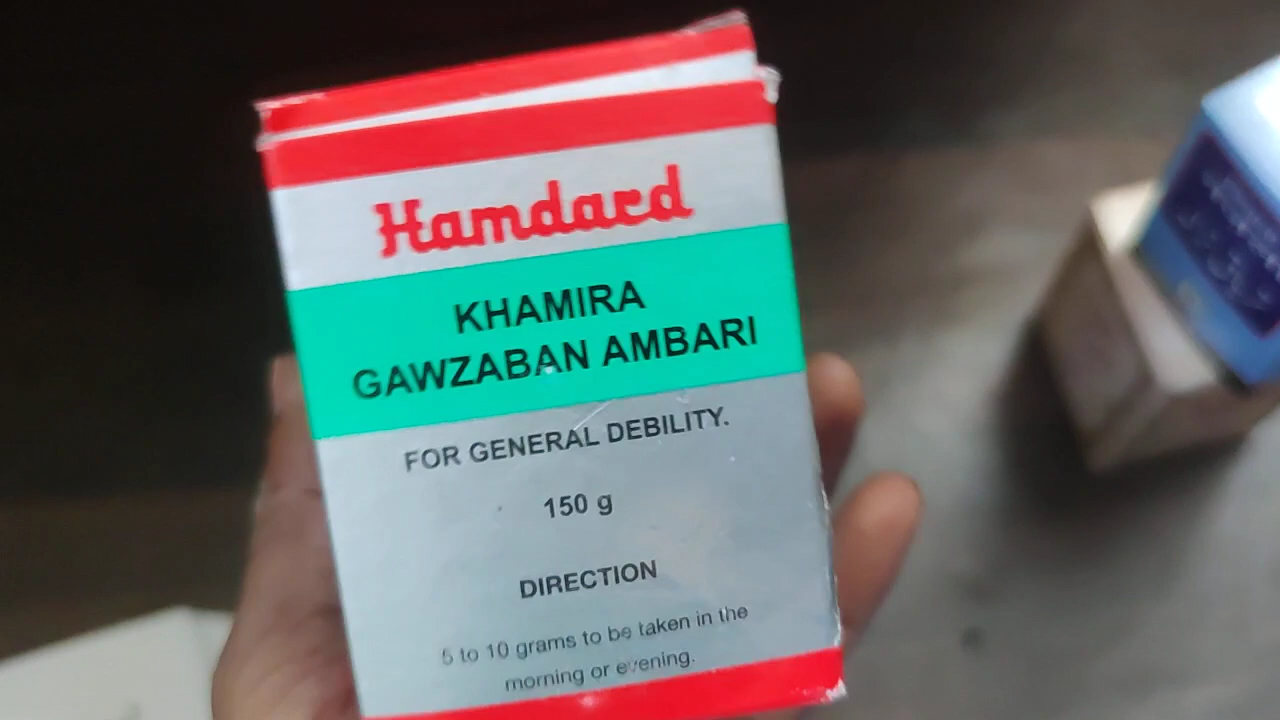 Hamdard
KHAMIRA
GAWZABAN AMBARI
FOR GENERAL DEBILITY.
150 g
DIRECTION
5 to 10 grams to be taken in the
morning or evening.